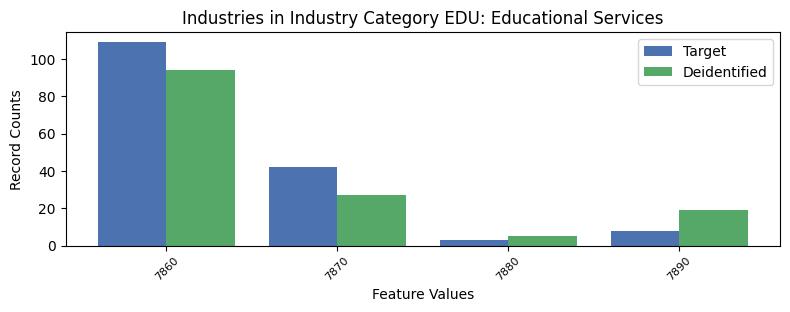 Industries in Industry Category EDU: Educational Services
Target
Deidentified
Record Counts
100
80
60
40
20
0
7860
7870
7880
7890
Feature Values